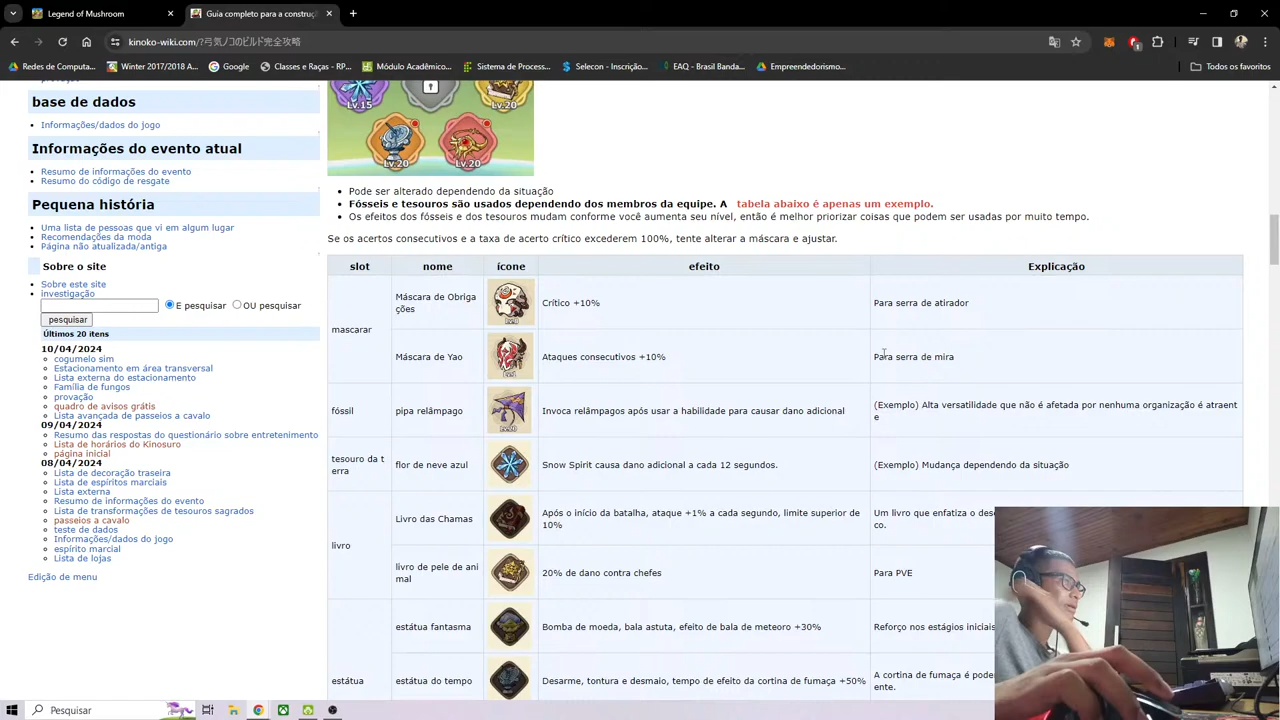 Legend of Mushroom
Guia completo para a construçã
kinoko-wiki.com/?弓気ノコのビルド完全攻略
Redes de Computa...
Winter 2017/2018 A...
Google
Classes e Raças - RP...
Módulo Acadêmico...
Sistema de Process...
Selecon - Inscrição...
EAQ - Brasil Banda...
Empreendedorismo...
Todos os favoritos
base de dados
Informações/dados do jogo
Informações do evento atual
Resumo de informações do evento
Resumo do código de resgate
Pequena história
Uma lista de pessoas que vi em algum lugar
Recomendações da moda
Página não atualizada/antiga
Sobre o site
Sobre este site
investigação
E pesquisar OU pesquisar
pesquisar
Últimos 20 itens
10/04/2024
cogumelo sim
Estacionamento em área transversal
Lista externa do estacionamento
Família de fungos
provação
quadro de avisos grátis
Lista avançada de passeios a cavalo
09/04/2024
Resumo das respostas do questionário sobre entretenimento
Lista de horários do Kinosuro
página inicial
08/04/2024
Lista de decoração traseira
Lista de espíritos marciais
Lista externa
Resumo de informações do evento
passeios a cavalo
Lista de transformações de tesouros sagrados
teste de dados
Informações/dados do jogo
espírito marcial
Lista de lojas
Edição de menu
Lv.15
Lv.20
Lv.20
Lv.20
Pode ser alterado dependendo da situação
Fósseis e tesouros são usados dependendo dos membros da equipe. A tabela abaixo é apenas um exemplo.
Os efeitos dos fósseis e dos tesouros mudam conforme você aumenta seu nível, então é melhor priorizar coisas que podem ser usadas por muito tempo.
Se os acertos consecutivos e a taxa de acerto crítico excederem 100%, tente alterar a máscara e ajustar.
slot nome ícone efeito Explicação
mascarar
Máscara de Obriga
ções
Crítico +10%
Para serra de atirador
Máscara de Yao
Ataques consecutivos +10%
Para serra de mira
fóssil
pipa relâmpago
Invoca relâmpagos após usar a habilidade para causar dano adicional
(Exemplo) Alta versatilidade que não é afetada por nenhuma organização é atraent
e
tesouro da t
erra
flor de neve azul
Snow Spirit causa dano adicional a cada 12 segundos.
(Exemplo) Mudança dependendo da situação
livro
Livro das Chamas
Após o início da batalha, ataque +1% a cada segundo, limite superior de
10%
Um livro que enfatiza o des
co.
livro de pele de ani
mal
20% de dano contra chefes
Para PVE
estátua
estátua fantasma
Bomba de moeda, bala astuta, efeito de bala de meteoro +30%
Reforço nos estágios iniciais
estátua do tempo
Desarme, tontura e desmaio, tempo de efeito da cortina de fumaça +50%
A cortina de fumaça é pode
ente.
Pesquisar